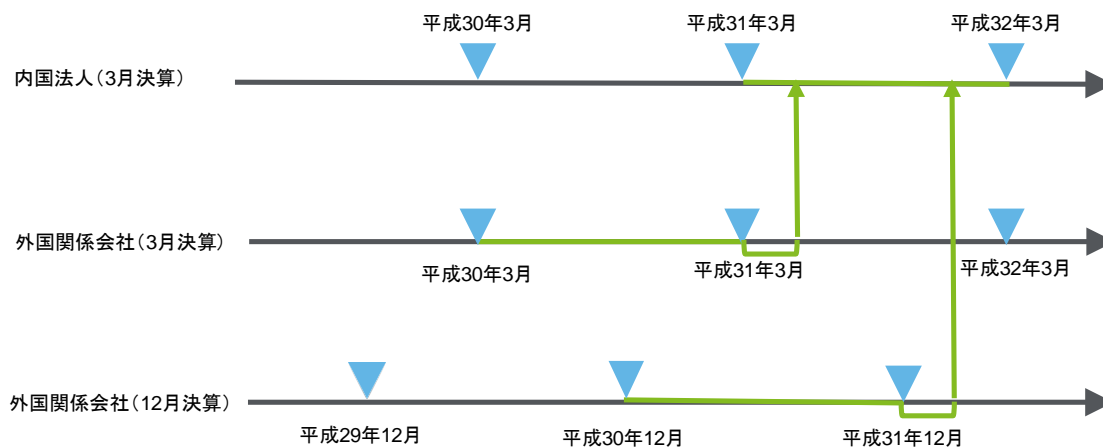 平成30年3月
平成31年3月
平成32年3月
内国法人(3月決算)
外国関係会社(3月決算)
平成30年3月
平成31年3月
平成32年3月
外国関係会社(12月決算)
平成29年12月
平成30年12月
平成31年12月